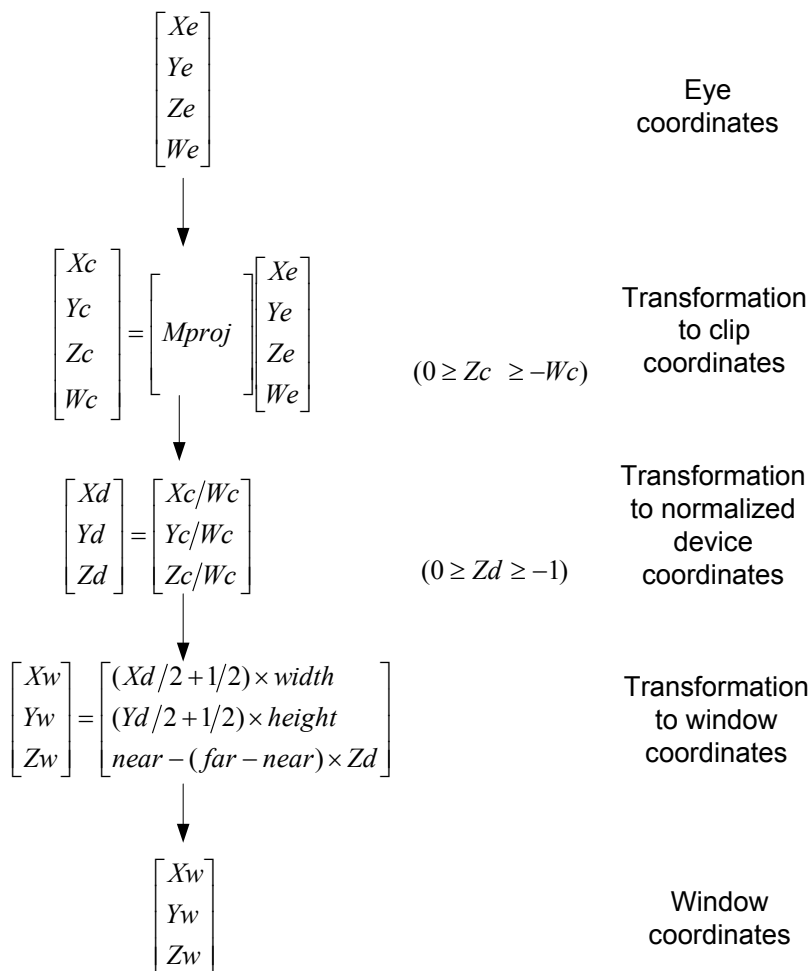 [Xe
Ye
Ze
We]
Eye
coordinates
[Xc
Yc
Zc
Wc] = [Mproj] [Xe
Ye
Ze
We]
(0 ≥ Zc ≥ −Wc)
Transformation
to clip
coordinates
[Xd
Yd
Zd] = [Xc/Wc
Yc/Wc
Zc/Wc]
(0 ≥ Zd ≥ −1)
Transformation
to normalized
device
coordinates
[Xw
Yw
Zw] = [(Xd/2 + 1/2) × width
(Yd/2 + 1/2) × height
near − (far − near) × Zd]
Transformation
to window
coordinates
[Xw
Yw
Zw]
Window
coordinates